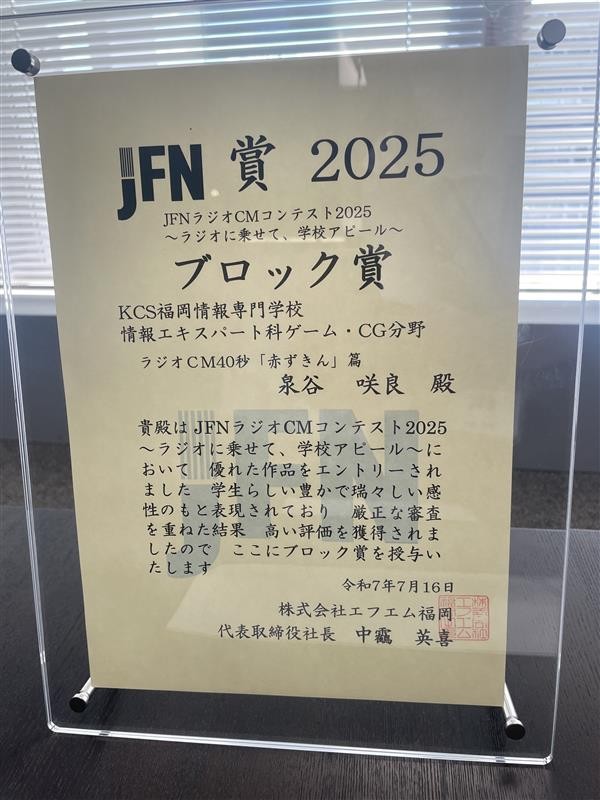 JFN 賞 2025
JFNラジオCMコンテスト2025
～ラジオに乗せて、学校アピール～
ブロック賞
KCS福岡情報専門学校
情報エキスパート科ゲーム・CG分野
ラジオCM40秒「赤ずきん」篇
泉谷 咲良 殿
貴殿は JFNラジオCMコンテスト2025
～ラジオに乗せて、学校アピール～に
おいて 優れた作品をエントリーされ
ました 学生らしい豊かで瑞々しい感
性のもと表現されており 厳正な審査
を重ねた結果 高い評価を獲得されま
したので ここにブロック賞を授与い
たします
JFN
令和7年7月16日
株式会社エフエム福岡
代表取締役社長 中靏 英喜